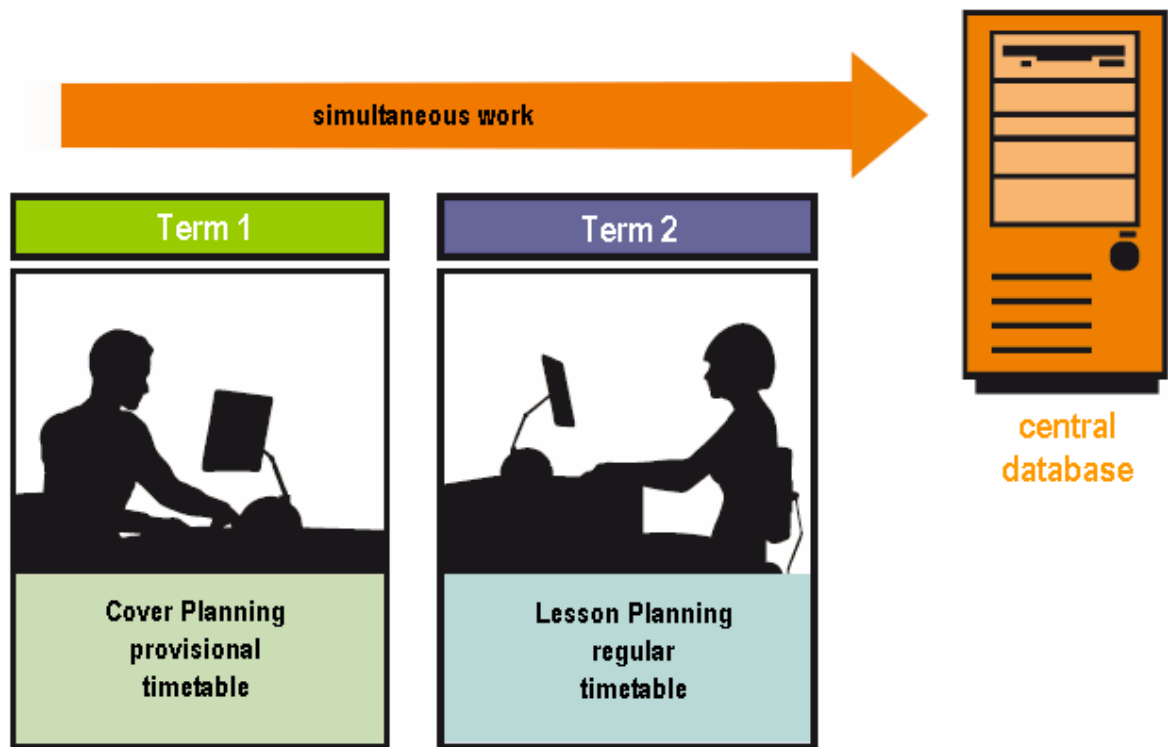 simultaneous work
Term 1
Term 2
central
database
Cover Planning
provisional
timetable
Lesson Planning
regular
timetable